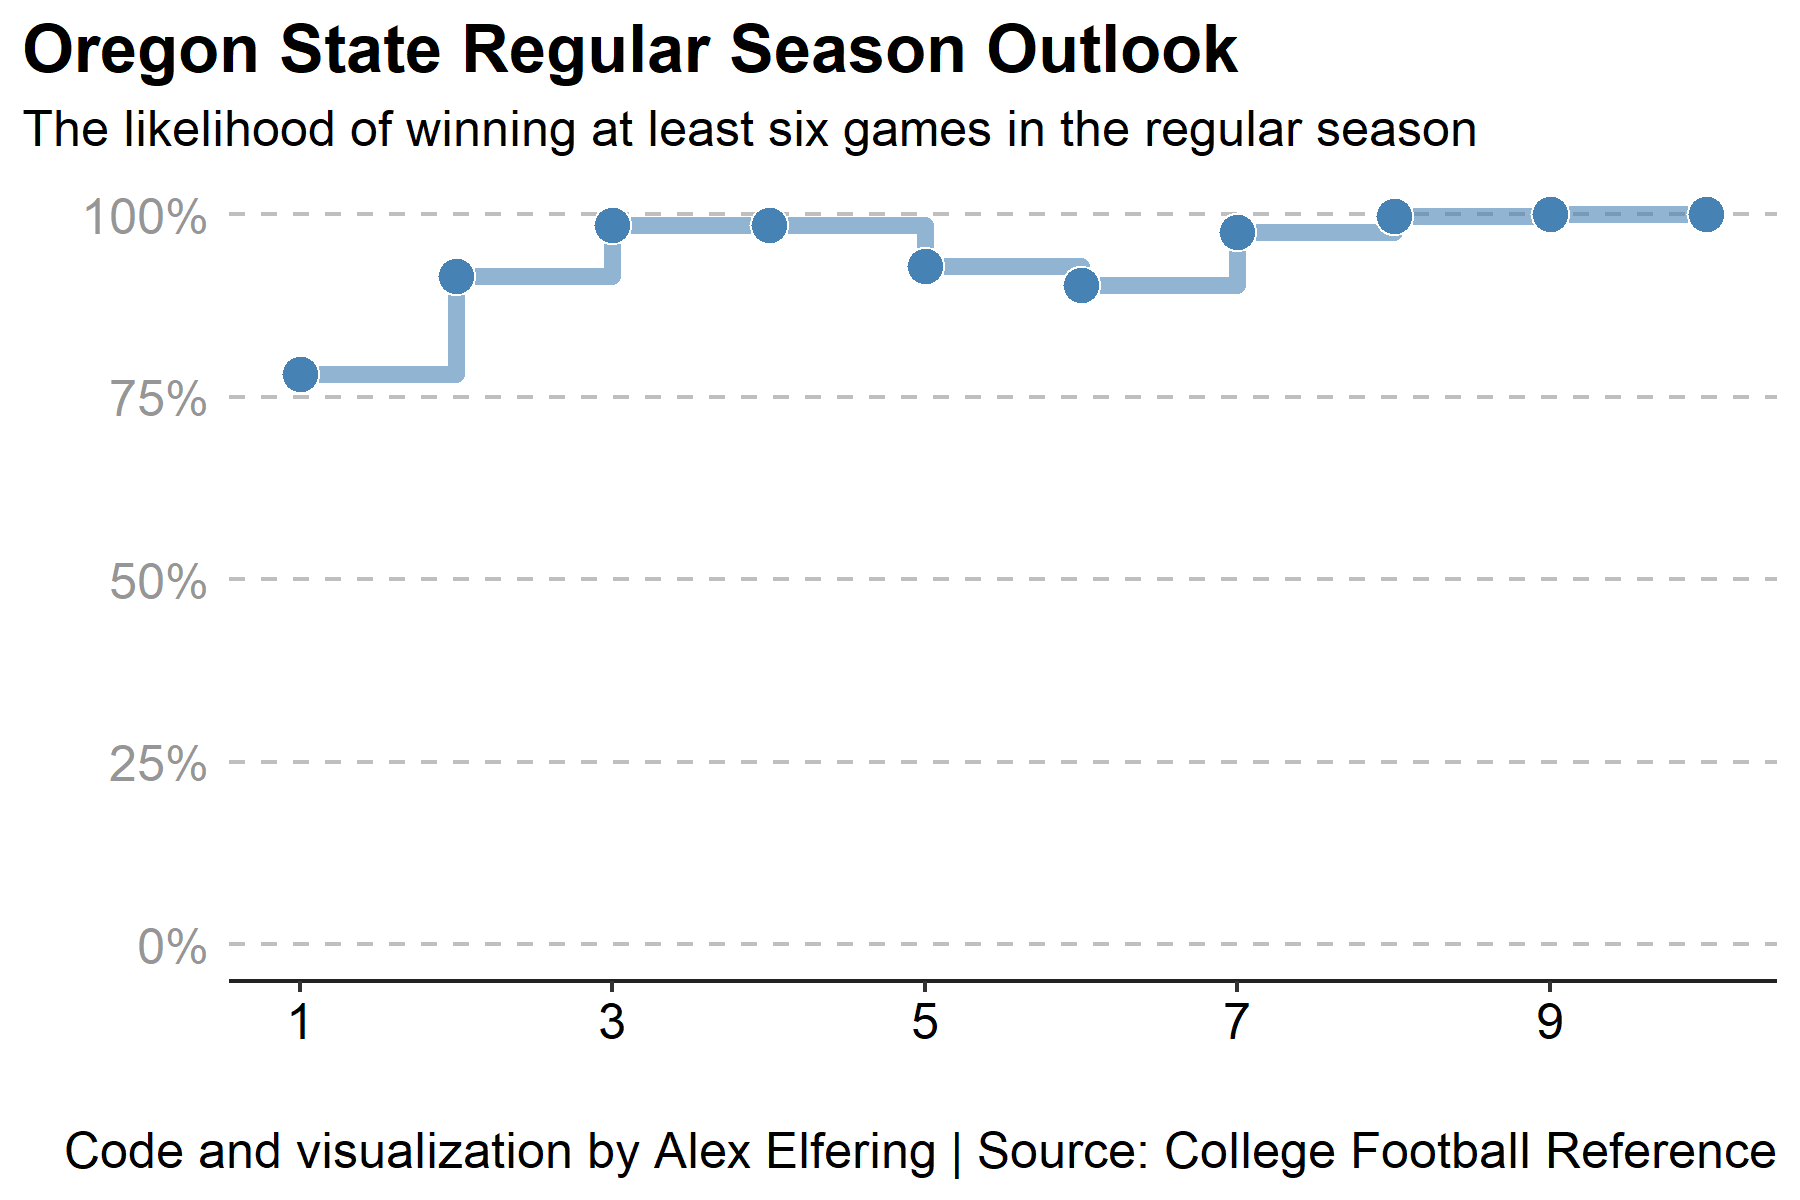 Oregon State Regular Season Outlook
The likelihood of winning at least six games in the regular season
100%
75%
50%
25%
0%
1 3 5 7 9
Code and visualization by Alex Elfering | Source: College Football Reference